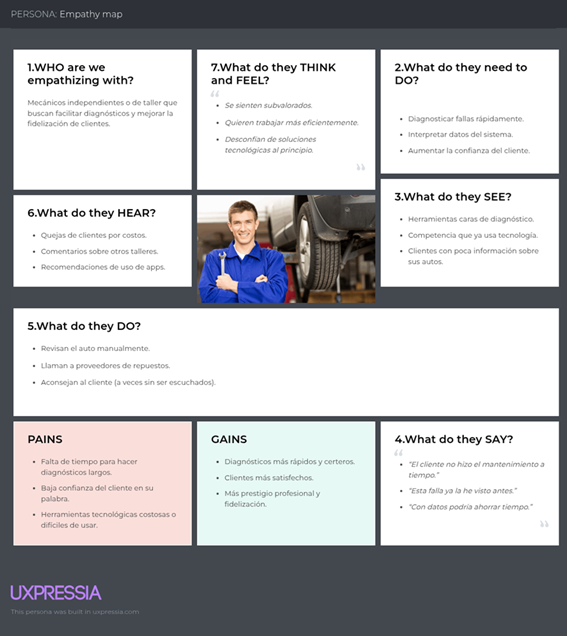 PERSONA: Empathy map
1.WHO are we
empathizing with?
Mecánicos independientes o de taller que
buscan facilitar diagnósticos y mejorar la
fidelización de clientes.
7.What do they THINK
and FEEL?
“
• Se sienten subvalorados.
• Quieren trabajar más eficientemente.
• Desconfían de soluciones
tecnológicas al principio.
”
2.What do they need to
DO?
• Diagnosticar fallas rápidamente.
• Interpretar datos del sistema.
• Aumentar la confianza del cliente.
6.What do they HEAR?
• Quejas de clientes por costos.
• Comentarios sobre otros talleres.
• Recomendaciones de uso de apps.
3.What do they SEE?
• Herramientas caras de diagnóstico.
• Competencia que ya usa tecnología.
• Clientes con poca información sobre
sus autos.
5.What do they DO?
• Revisan el auto manualmente.
• Llaman a proveedores de repuestos.
• Aconsejan al cliente (a veces sin ser escuchados).
PAINS
• Falta de tiempo para hacer
diagnósticos largos.
• Baja confianza del cliente en su
palabra.
• Herramientas tecnológicas costosas o
difíciles de usar.
GAINS
• Diagnósticos más rápidos y certeros.
• Clientes más satisfechos.
• Más prestigio profesional y
fidelización.
4.What do they SAY?
“
• “El cliente no hizo el mantenimiento a
tiempo.”
• “Esta falla ya la he visto antes.”
• “Con datos podría ahorrar tiempo.”
”
UXPRESSIA
This persona was built in uxpressia.com